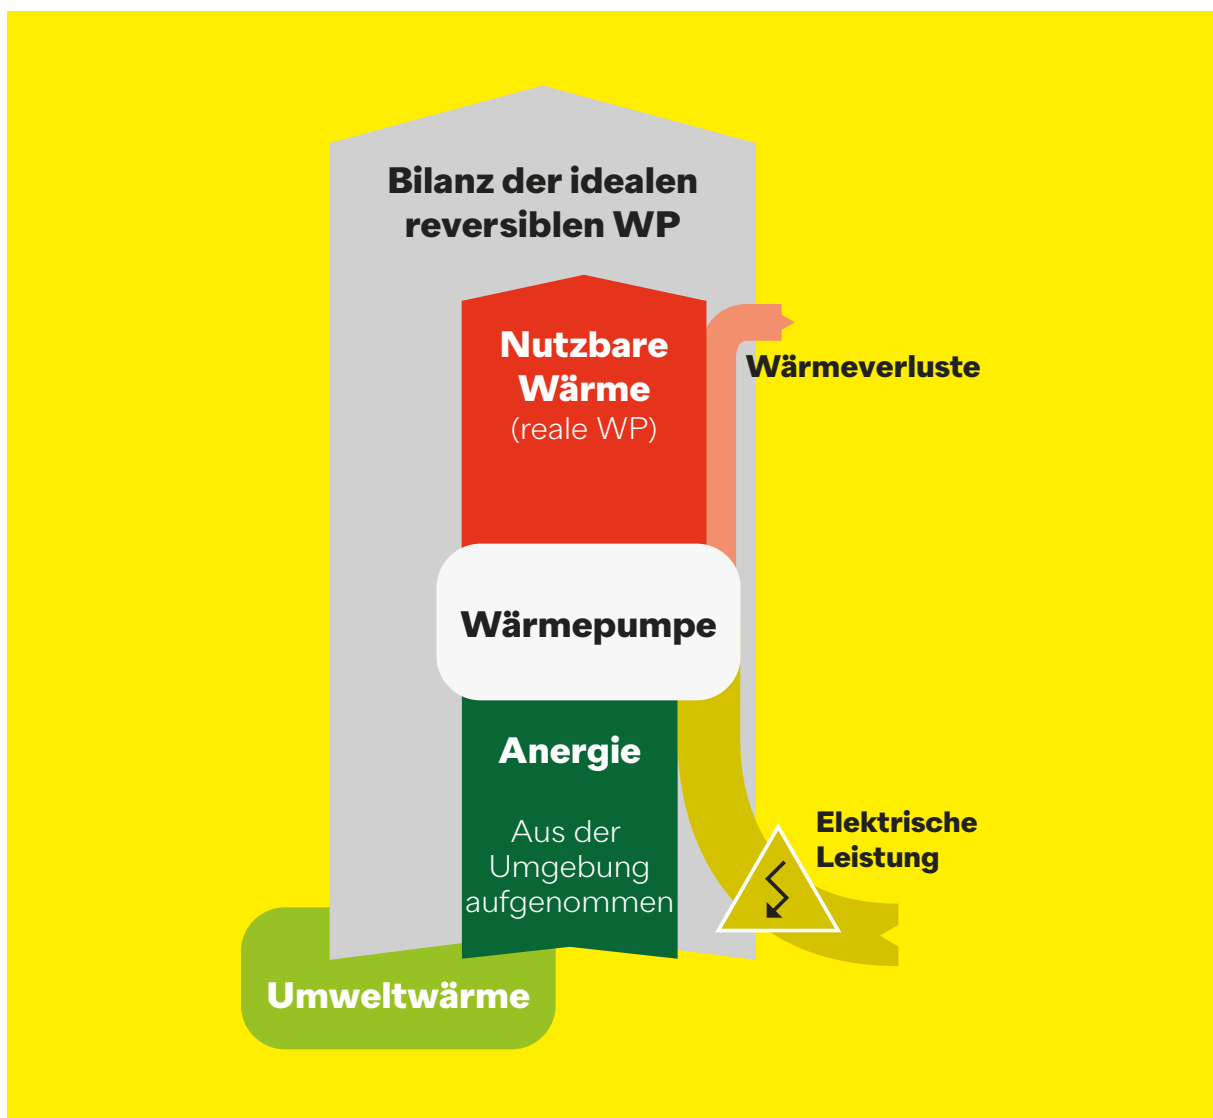 Bilanz der idealen
reversiblen WP
Nutzbare
Wärme
(reale WP)
Wärmeverluste
Wärmepumpe
Anergie
Aus der
Umgebung
aufgenommen
Elektrische
Leistung
Umweltwärme